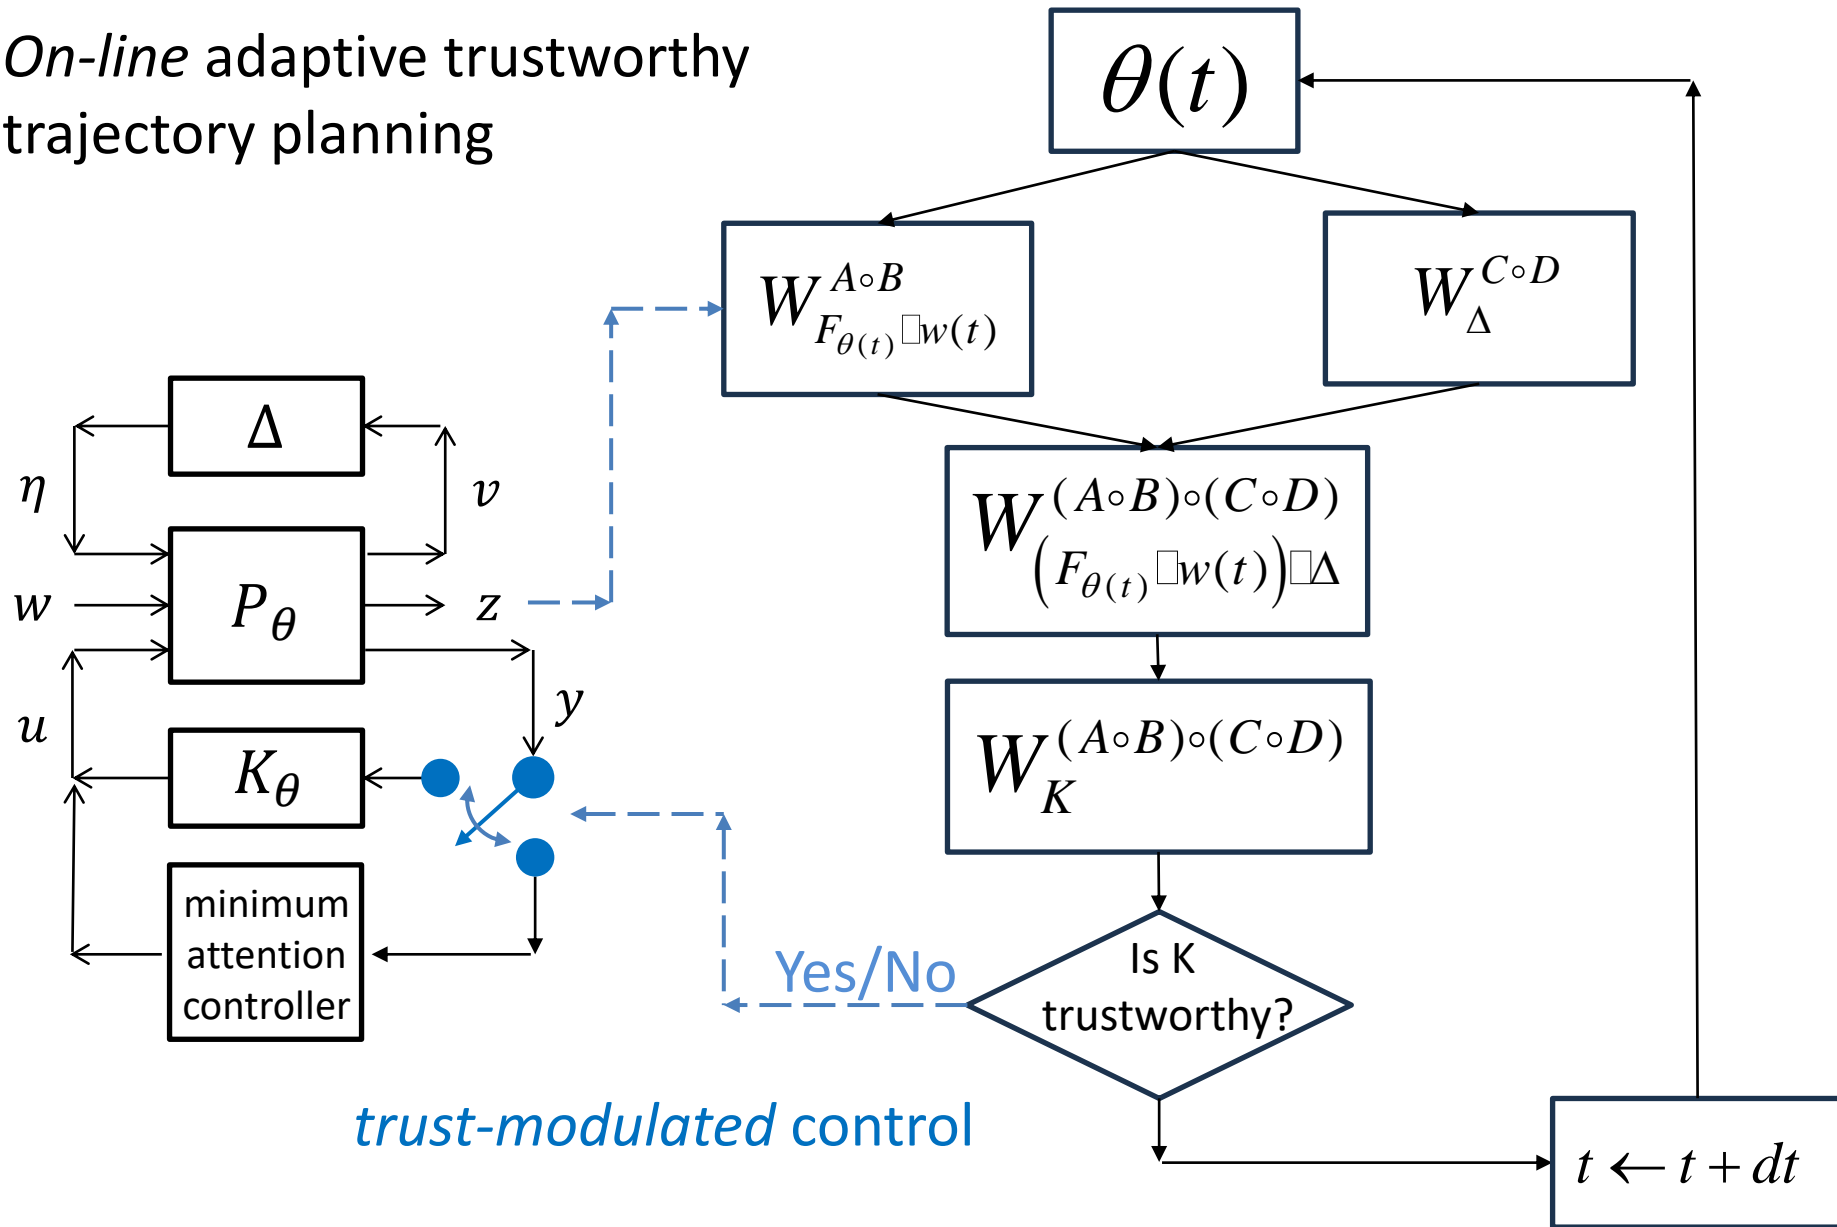 On-line adaptive trustworthy
trajectory planning
θ(t)
W^{A∘B}_{F_{θ(t)}□w(t)}
W^{C∘D}_{Δ}
W^{(A∘B)∘(C∘D)}_{(F_{θ(t)}□w(t))□Δ}
W^{(A∘B)∘(C∘D)}_{K}
Is K
trustworthy?
Yes/No
t ← t + dt
Δ
η
v
w
P_θ
z
u
y
K_θ
minimum
attention
controller
trust-modulated control